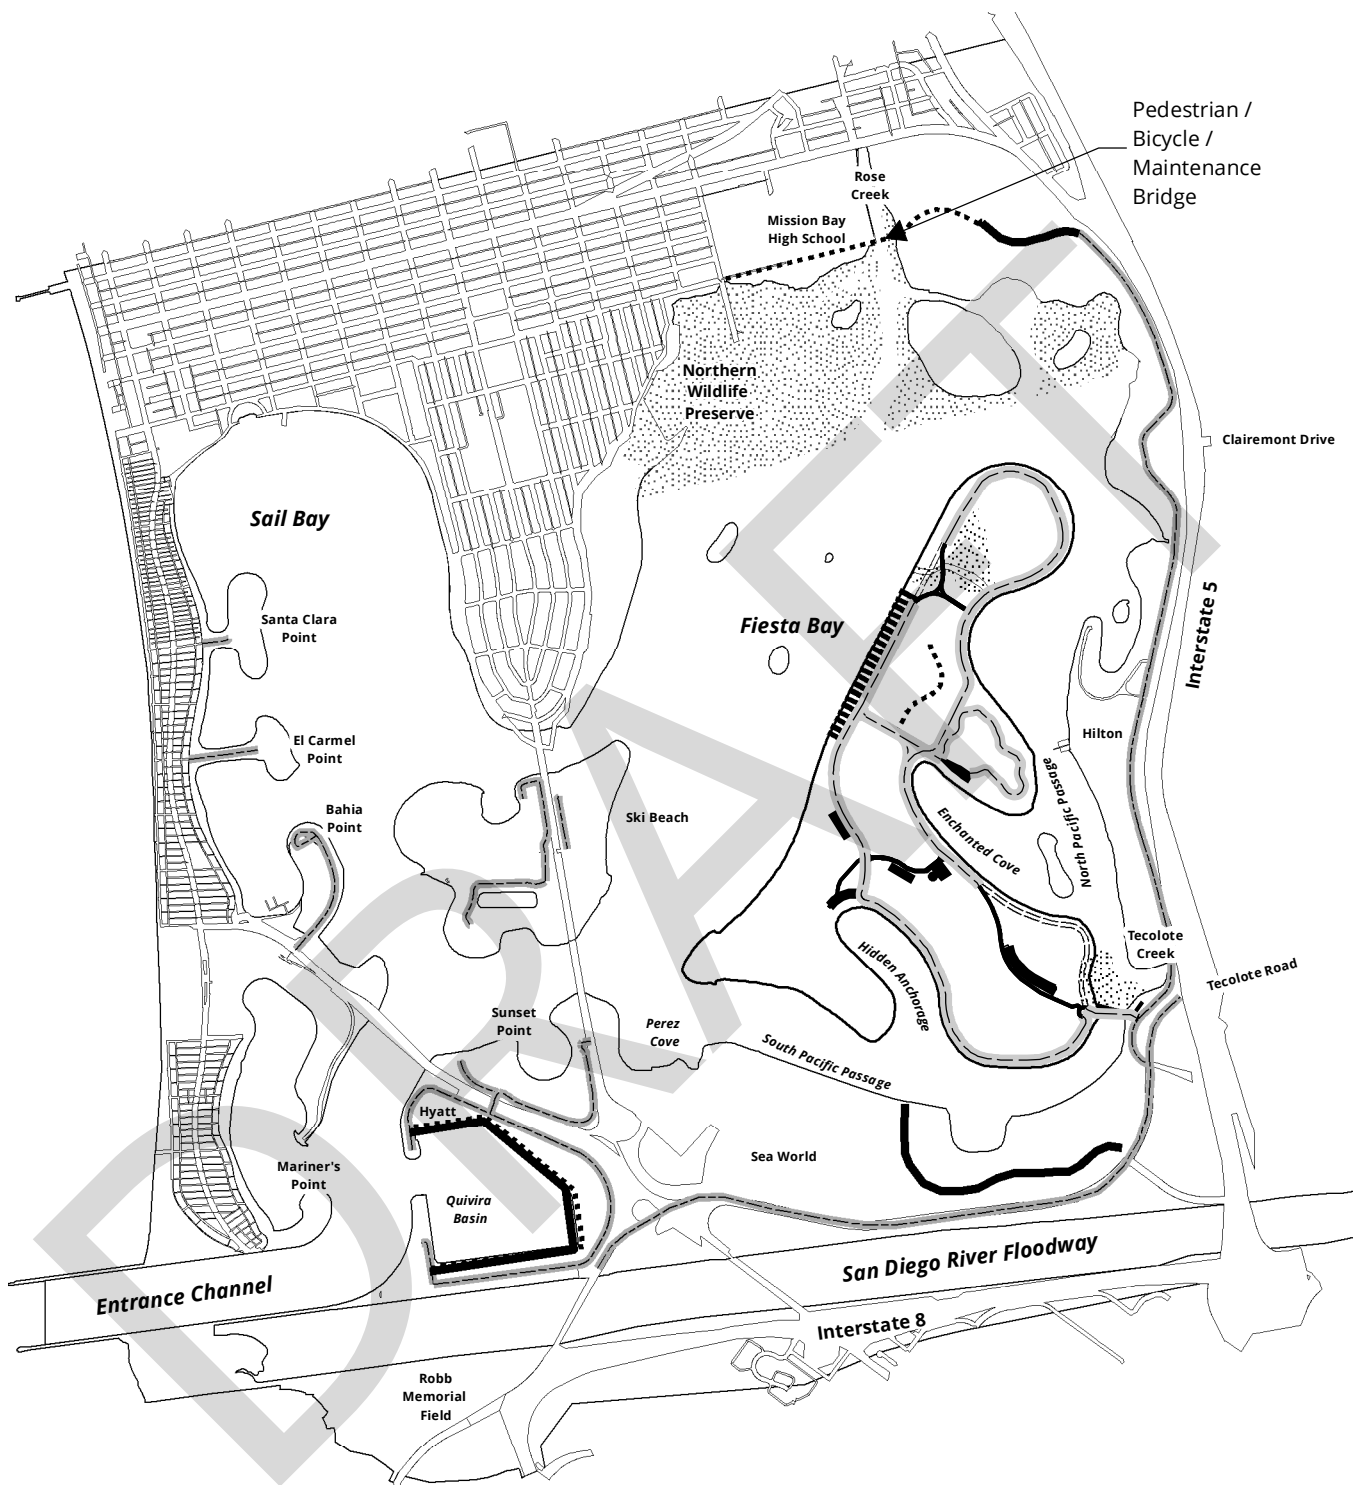 Pedestrian /
Bicycle /
Maintenance
Bridge
Rose
Creek
Mission Bay
High School
Northern
Wildlife
Preserve
Clairemont Drive
Sail Bay
Santa Clara
Point
Fiesta Bay
Interstate 5
El Carmel
Point
Hilton
Bahia
Point
Ski Beach
Enchanted Cove
North Pacific Passage
Tecolote
Creek
Tecolote Road
Hidden Anchorage
Sunset
Point
Perez
Cove
South Pacific Passage
Hyatt
Sea World
Mariner's
Point
Quivira
Basin
San Diego River Floodway
Entrance Channel
Interstate 8
Robb
Memorial
Field
DRAFT